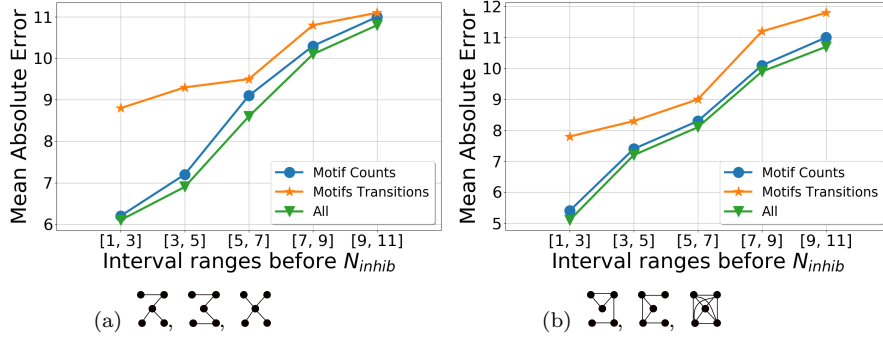 11
10
9
8
7
6
Mean Absolute Error
Motif Counts
Motifs Transitions
All
[1, 3] [3, 5] [5, 7] [7, 9] [9, 11]
Interval ranges before N_inhib
(a) , ,
12
11
10
9
8
7
6
5
Mean Absolute Error
Motif Counts
Motifs Transitions
All
[1, 3] [3, 5] [5, 7] [7, 9] [9, 11]
Interval ranges before N_inhib
(b) , ,